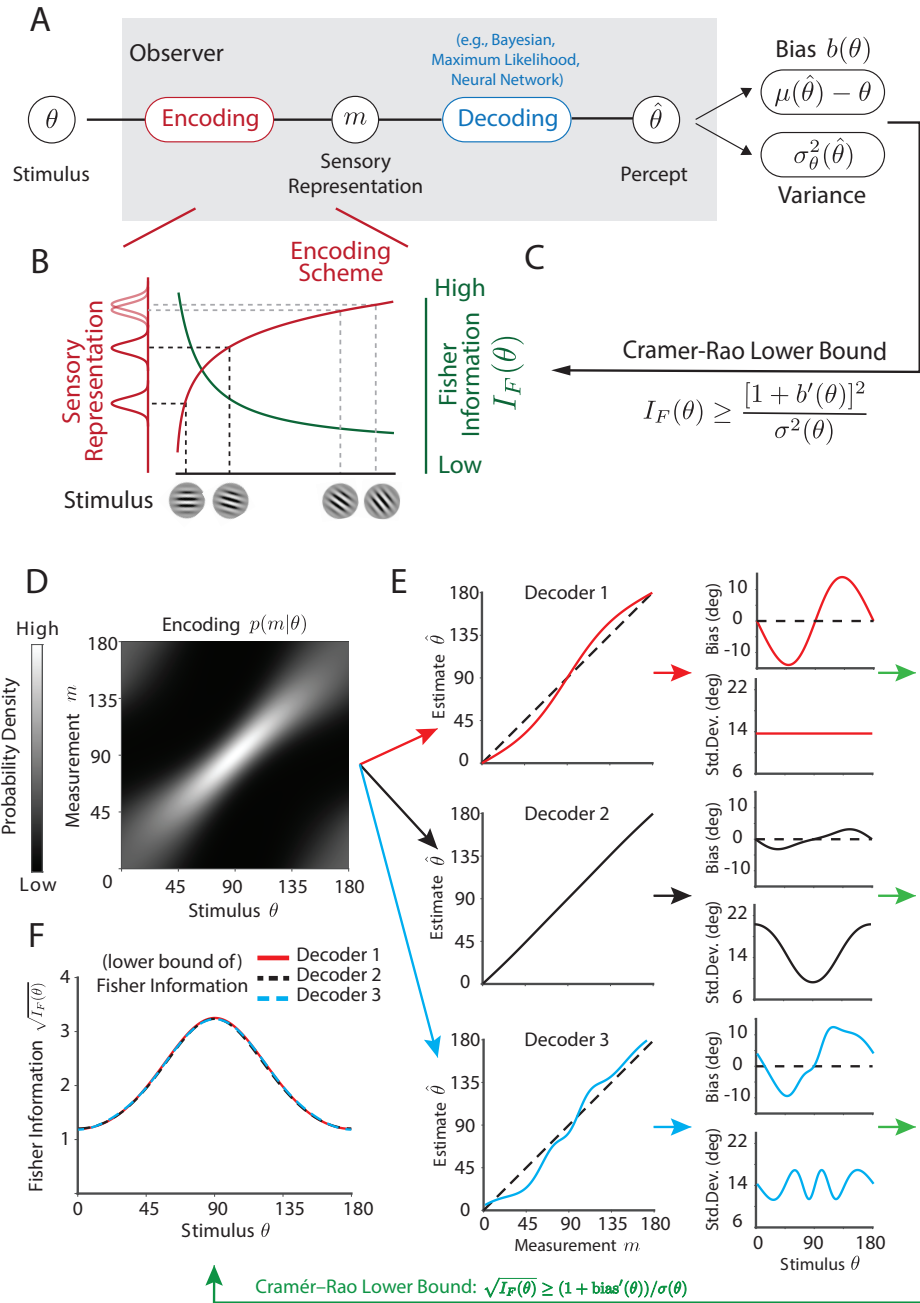 A
Observer
(e.g., Bayesian,
Maximum Likelihood,
Neural Network)
Bias b(θ)
θ
Encoding
m
Decoding
θ̂
μ(θ̂) − θ
σ²_θ(θ̂)
Stimulus
Sensory
Representation
Percept
Variance
B
Encoding
Scheme
C
Sensory
Representation
High
Fisher
Information
I_F(θ)
Low
Stimulus
Cramer-Rao Lower Bound
I_F(θ) ≥ [1 + b′(θ)]² / σ²(θ)
D
Encoding p(m|θ)
High
Probability Density
Low
Measurement m
180
135
90
45
0
45 90 135 180
Stimulus θ
E
Decoder 1
Estimate θ̂
180
135
90
45
0
Bias (deg)
10
0
-10
Std.Dev. (deg)
22
14
6
Decoder 2
Estimate θ̂
180
135
90
45
0
Bias (deg)
10
0
-10
Std.Dev. (deg)
22
14
6
Decoder 3
Estimate θ̂
180
135
90
45
0
0 45 90 135 180
Measurement m
Bias (deg)
10
0
-10
Std.Dev. (deg)
22
14
6
0 90 180
Stimulus θ
F
(lower bound of)
Fisher Information
Decoder 1
Decoder 2
Decoder 3
Fisher Information √I_F(θ)
4
3
2
1
0 45 90 135 180
Stimulus θ
Cramér–Rao Lower Bound: √I_F(θ) ≥ (1 + bias′(θ))/σ(θ)